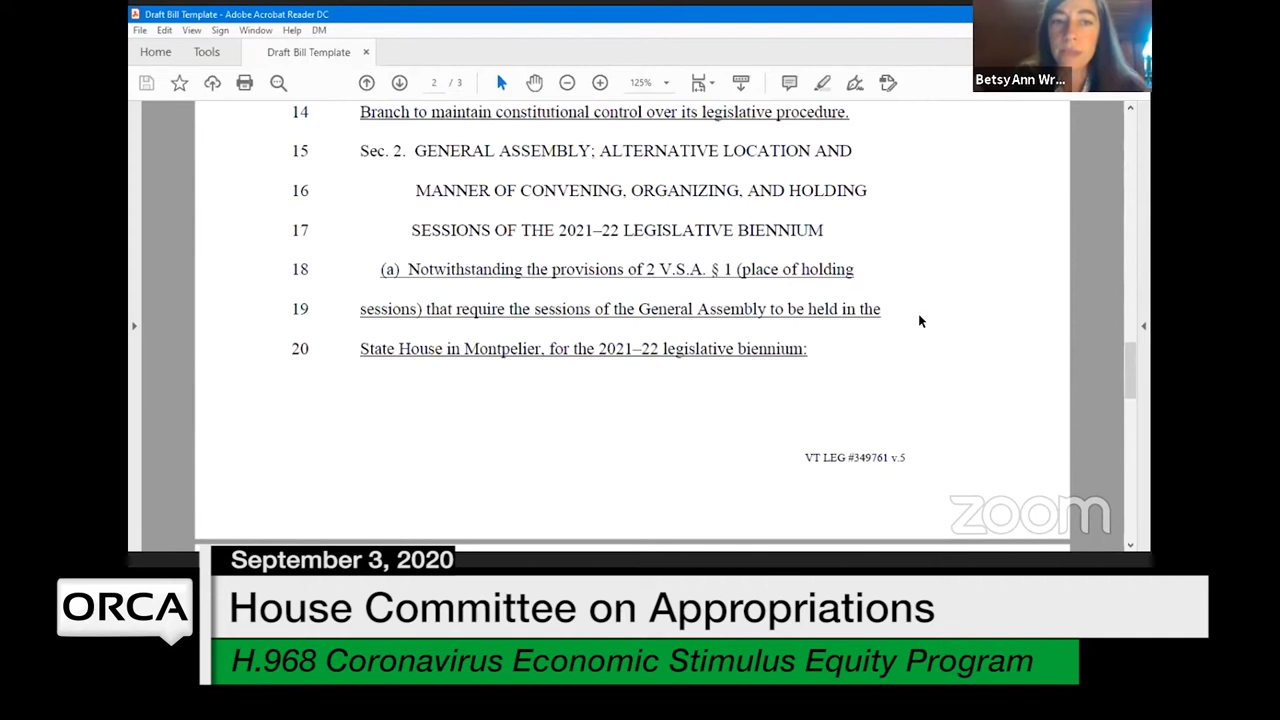 Draft Bill Template - Adobe Acrobat Reader DC
File Edit View Sign Window Help DM
Home Tools Draft Bill Template ×
2 / 3 125%
BetsyAnn Wr...
14 Branch to maintain constitutional control over its legislative procedure.
15 Sec. 2. GENERAL ASSEMBLY; ALTERNATIVE LOCATION AND
16 MANNER OF CONVENING, ORGANIZING, AND HOLDING
17 SESSIONS OF THE 2021–22 LEGISLATIVE BIENNIUM
18 (a) Notwithstanding the provisions of 2 V.S.A. § 1 (place of holding
19 sessions) that require the sessions of the General Assembly to be held in the
20 State House in Montpelier, for the 2021–22 legislative biennium:
VT LEG #349761 v.5
zoom
September 3, 2020
ORCA
House Committee on Appropriations
H.968 Coronavirus Economic Stimulus Equity Program